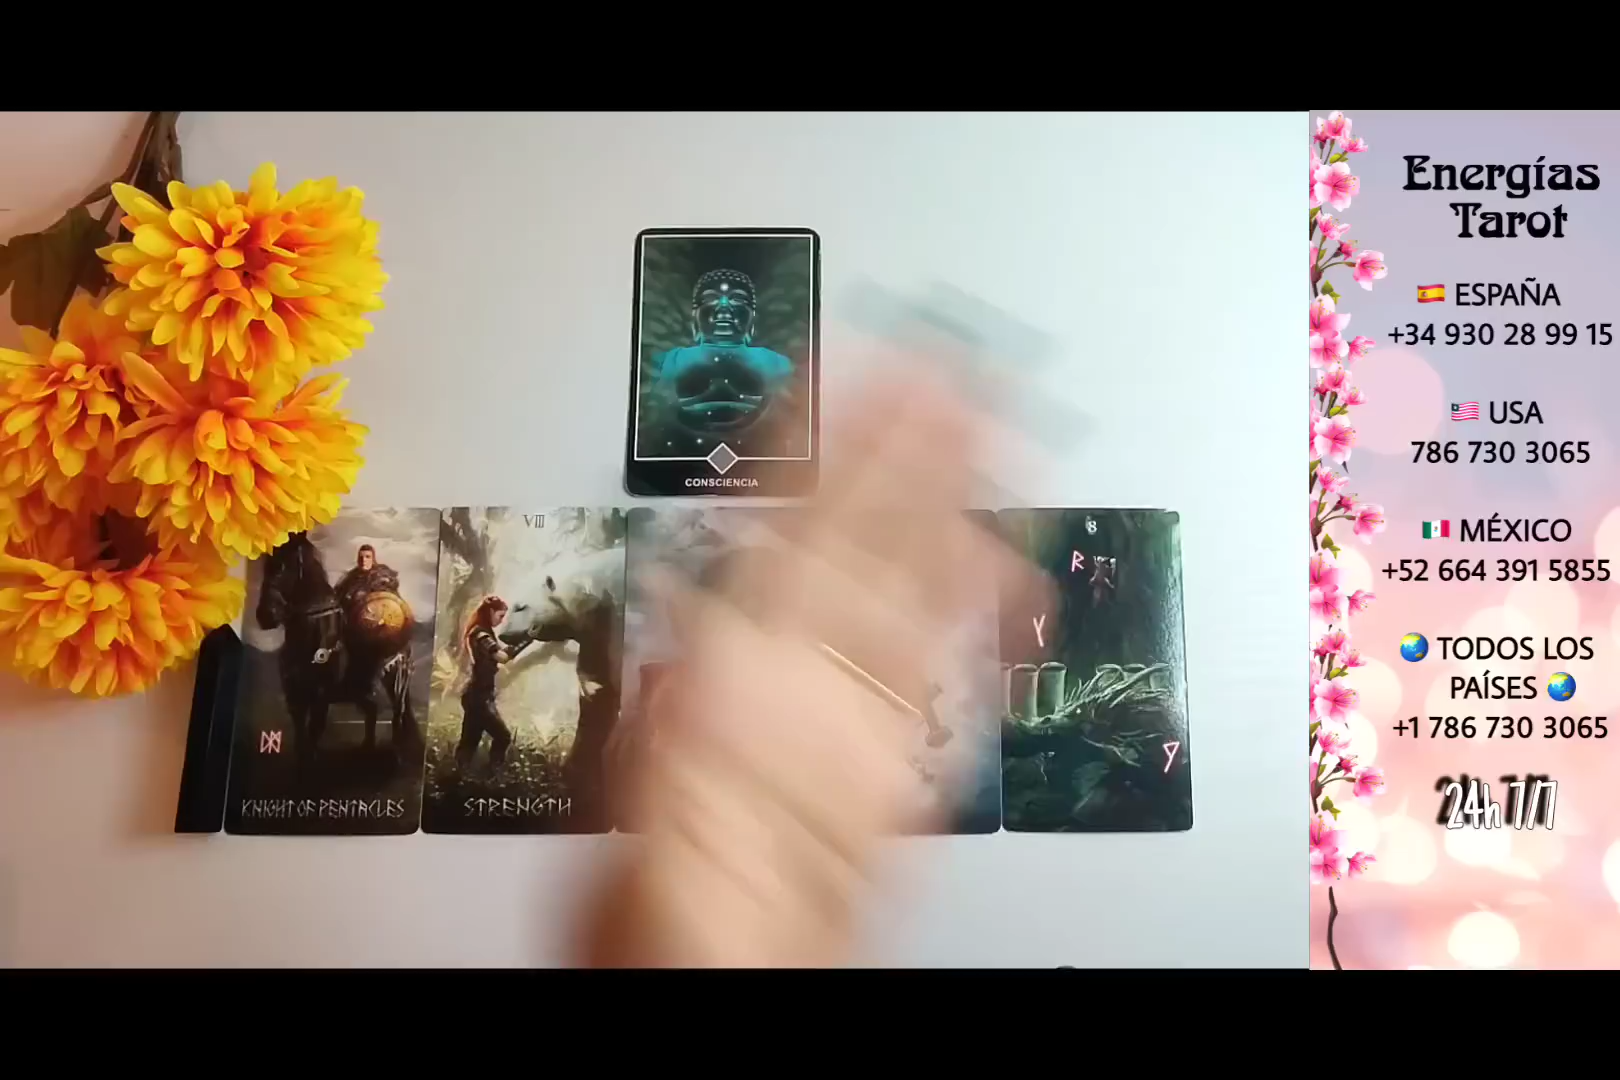 CONSCIENCIA
VIII
8
KNIGHT OF PENTACLES
STRENGTH
Energías
Tarot
ESPAÑA
+34 930 28 99 15
USA
786 730 3065
MÉXICO
+52 664 391 5855
TODOS LOS
PAÍSES
+1 786 730 3065
24h 7/7